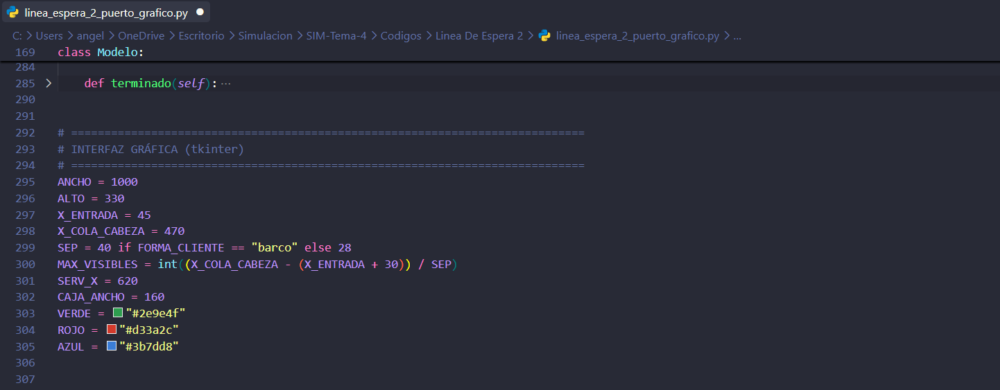 linea_espera_2_puerto_grafico.py
C: > Users > angel > OneDrive > Escritorio > Simulacion > SIM-Tema-4 > Codigos > Linea De Espera 2 > linea_espera_2_puerto_grafico.py > ...
169 class Modelo:
284
285 > def terminado(self): ...
290
291
292 # =============================================================================
293 # INTERFAZ GRÁFICA (tkinter)
294 # =============================================================================
295 ANCHO = 1000
296 ALTO = 330
297 X_ENTRADA = 45
298 X_COLA_CABEZA = 470
299 SEP = 40 if FORMA_CLIENTE == "barco" else 28
300 MAX_VISIBLES = int((X_COLA_CABEZA - (X_ENTRADA + 30)) / SEP)
301 SERV_X = 620
302 CAJA_ANCHO = 160
303 VERDE = "#2e9e4f"
304 ROJO = "#d33a2c"
305 AZUL = "#3b7dd8"
306
307